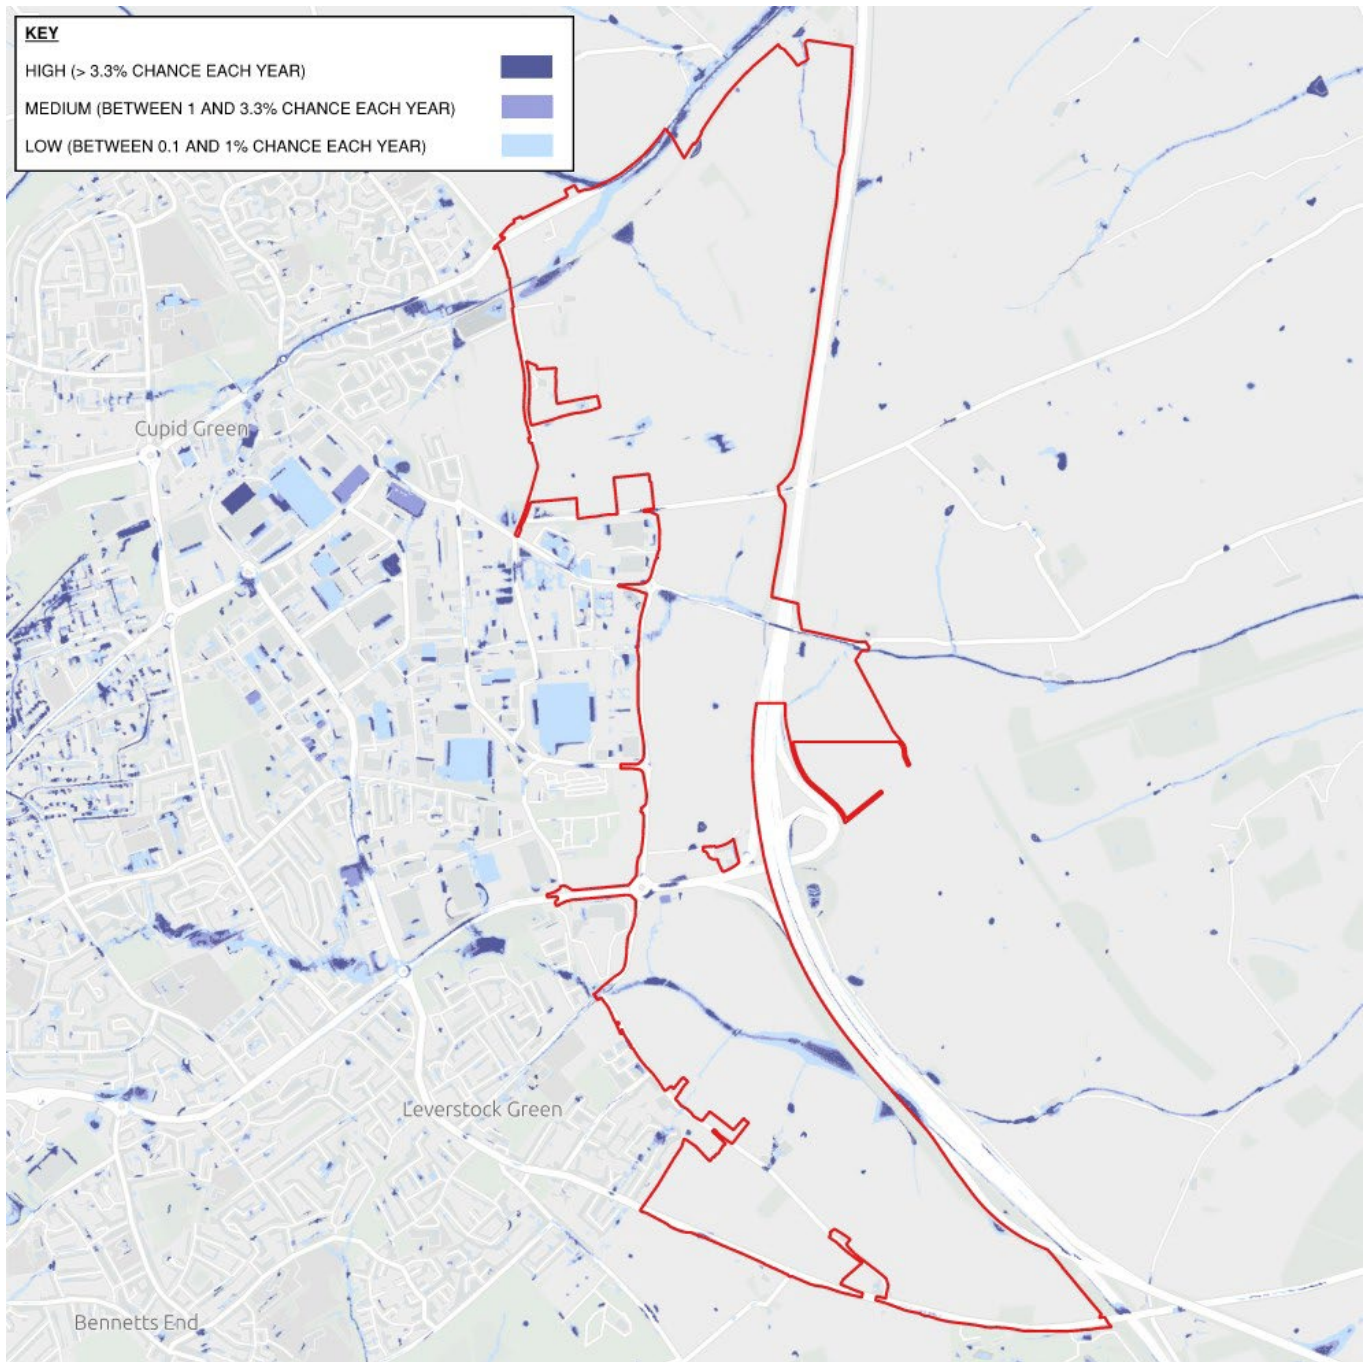 KEY
HIGH (> 3.3% CHANCE EACH YEAR)
MEDIUM (BETWEEN 1 AND 3.3% CHANCE EACH YEAR)
LOW (BETWEEN 0.1 AND 1% CHANCE EACH YEAR)
Cupid Green
Leverstock Green
Bennetts End